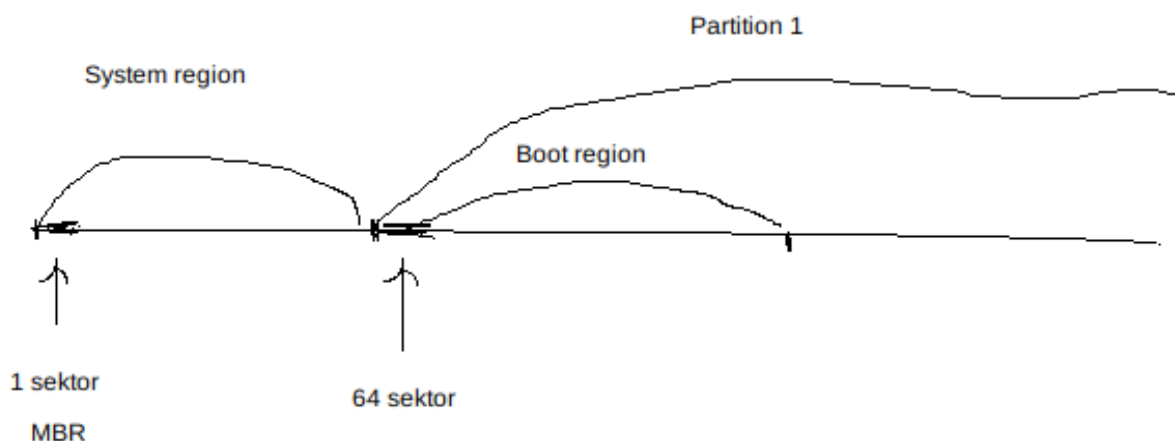 Partition 1
System region
Boot region
1 sektor
64 sektor
MBR